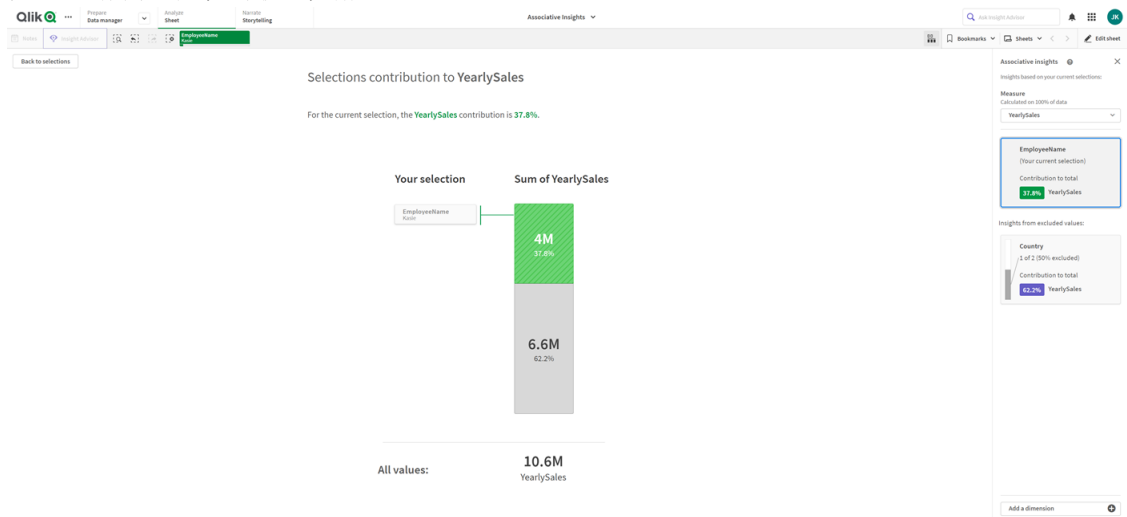 Qlik
Prepare
Data manager
Analyze
Sheet
Narrate
Storytelling
Associative Insights
Ask Insight Advisor
JK
Notes
Insight Advisor
EmployeeName
Kasie
Bookmarks
Sheets
Edit sheet
Back to selections
Selections contribution to YearlySales
For the current selection, the YearlySales contribution is 37.8%.
Your selection
Sum of YearlySales
EmployeeName
Kasie
4M
37.8%
6.6M
62.2%
All values:
10.6M
YearlySales
Associative insights
Insights based on your current selections:
Measure
Calculated on 100% of data
YearlySales
EmployeeName
(Your current selection)
Contribution to total
37.8% YearlySales
Insights from excluded values:
Country
1 of 2 (50% excluded)
Contribution to total
62.2% YearlySales
Add a dimension